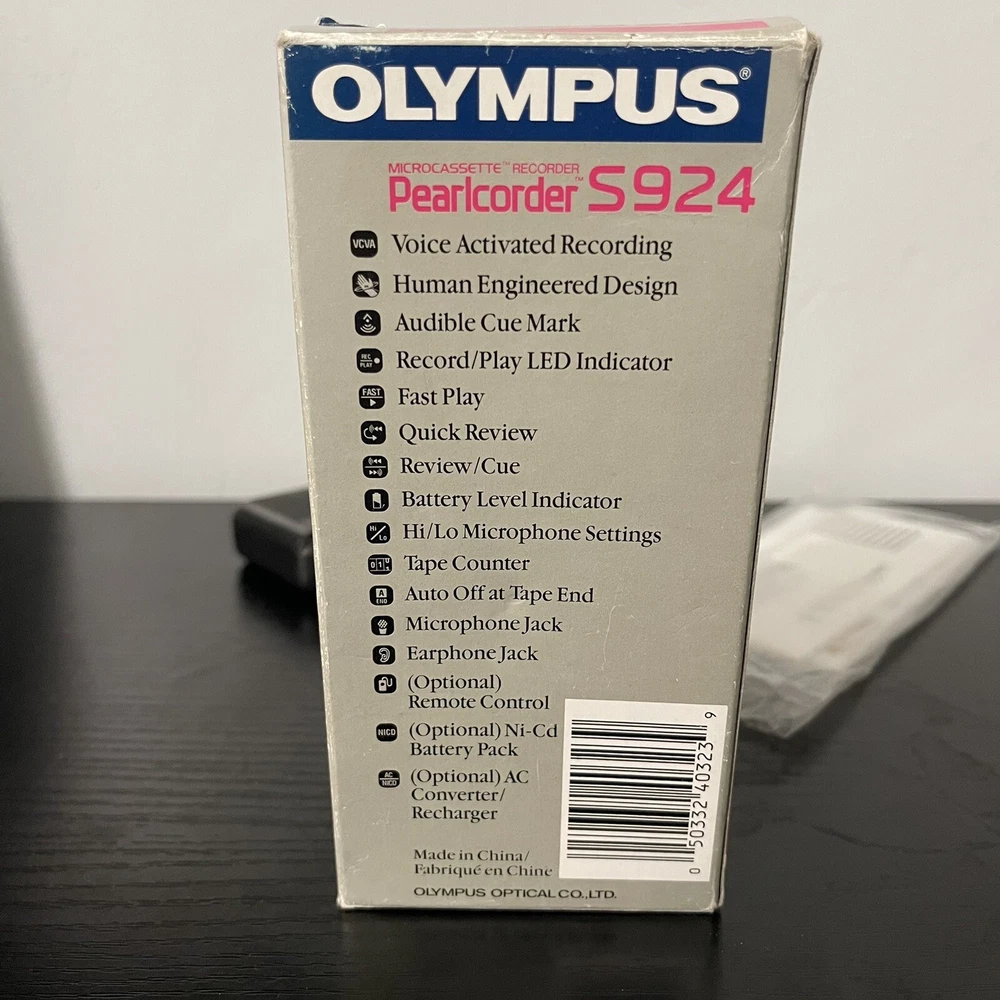 OLYMPUS®
MICROCASSETTE™ RECORDER
Pearlcorder™ S924
VCVA Voice Activated Recording
Human Engineered Design
Audible Cue Mark
REC PLAY Record/Play LED Indicator
FAST Fast Play
Quick Review
Review/Cue
Battery Level Indicator
Hi/Lo Hi/Lo Microphone Settings
Tape Counter
A END Auto Off at Tape End
Microphone Jack
Earphone Jack
(Optional)
Remote Control
NICD (Optional) Ni-Cd
Battery Pack
AC NICD (Optional) AC
Converter/
Recharger
Made in China/
Fabriqué en Chine
OLYMPUS OPTICAL CO.,LTD.
0 50332 40323 9